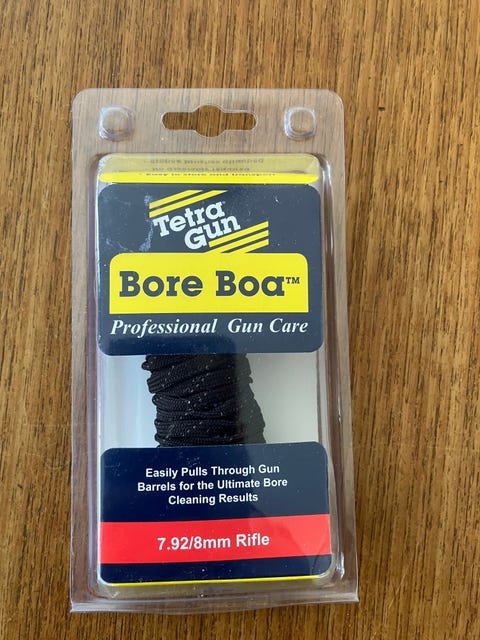 Tetra
Gun
Bore Boa™
Professional Gun Care
Easily Pulls Through Gun
Barrels for the Ultimate Bore
Cleaning Results
7.92/8mm Rifle